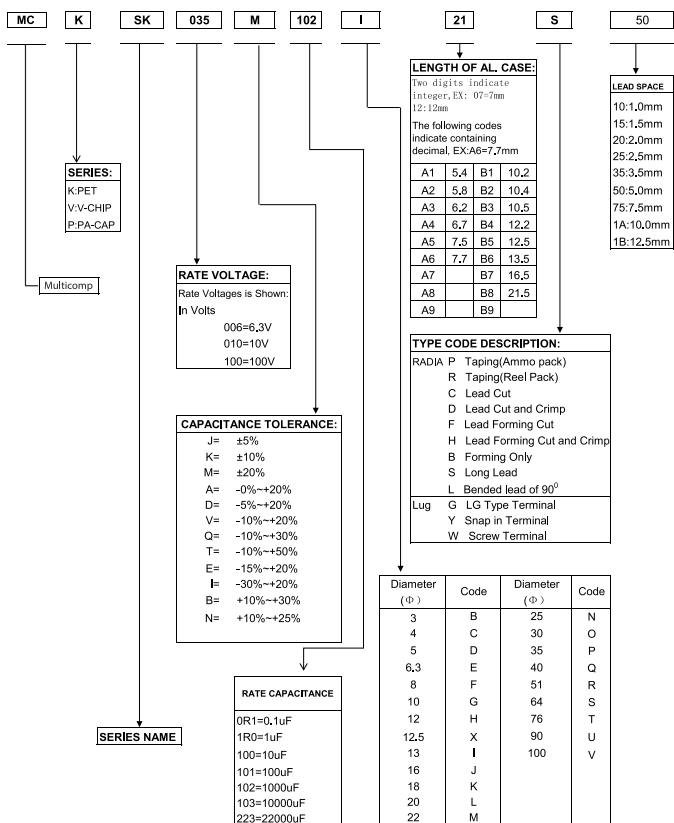 MC K SK 035 M 102 I 21 S 50
LENGTH OF AL. CASE:
Two digits indicate
integer,EX: 07=7mm
12:12mm
The following codes
indicate containing
decimal, EX:A6=7.7mm
A1 5.4 B1 10.2
A2 5.8 B2 10.4
A3 6.2 B3 10.5
A4 6.7 B4 12.2
A5 7.5 B5 12.5
A6 7.7 B6 13.5
A7 B7 16.5
A8 B8 21.5
A9 B9
LEAD SPACE
10:1.0mm
15:1.5mm
20:2.0mm
25:2.5mm
35:3.5mm
50:5.0mm
75:7.5mm
1A:10.0mm
1B:12.5mm
SERIES:
K:PET
V:V-CHIP
P:PA-CAP
Multicomp
RATE VOLTAGE:
Rate Voltages is Shown:
In Volts
006=6.3V
010=10V
100=100V
TYPE CODE DESCRIPTION:
RADIA P Taping(Ammo pack)
R Taping(Reel Pack)
C Lead Cut
D Lead Cut and Crimp
F Lead Forming Cut
H Lead Forming Cut and Crimp
B Forming Only
S Long Lead
L Bended lead of 90⁰
Lug G LG Type Terminal
Y Snap in Terminal
W Screw Terminal
CAPACITANCE TOLERANCE:
J= ±5%
K= ±10%
M= ±20%
A= -0%~+20%
D= -5%~+20%
V= -10%~+20%
Q= -10%~+30%
T= -10%~+50%
E= -15%~+20%
I= -30%~+20%
B= +10%~+30%
N= +10%~+25%
Diameter (Φ) Code Diameter (Φ) Code
3 B 25 N
4 C 30 O
5 D 35 P
6.3 E 40 Q
8 F 51 R
10 G 64 S
12 H 76 T
12.5 X 90 U
13 I 100 V
16 J
18 K
20 L
22 M
RATE CAPACITANCE
0R1=0.1uF
1R0=1uF
100=10uF
101=100uF
102=1000uF
103=10000uF
223=22000uF
SERIES NAME